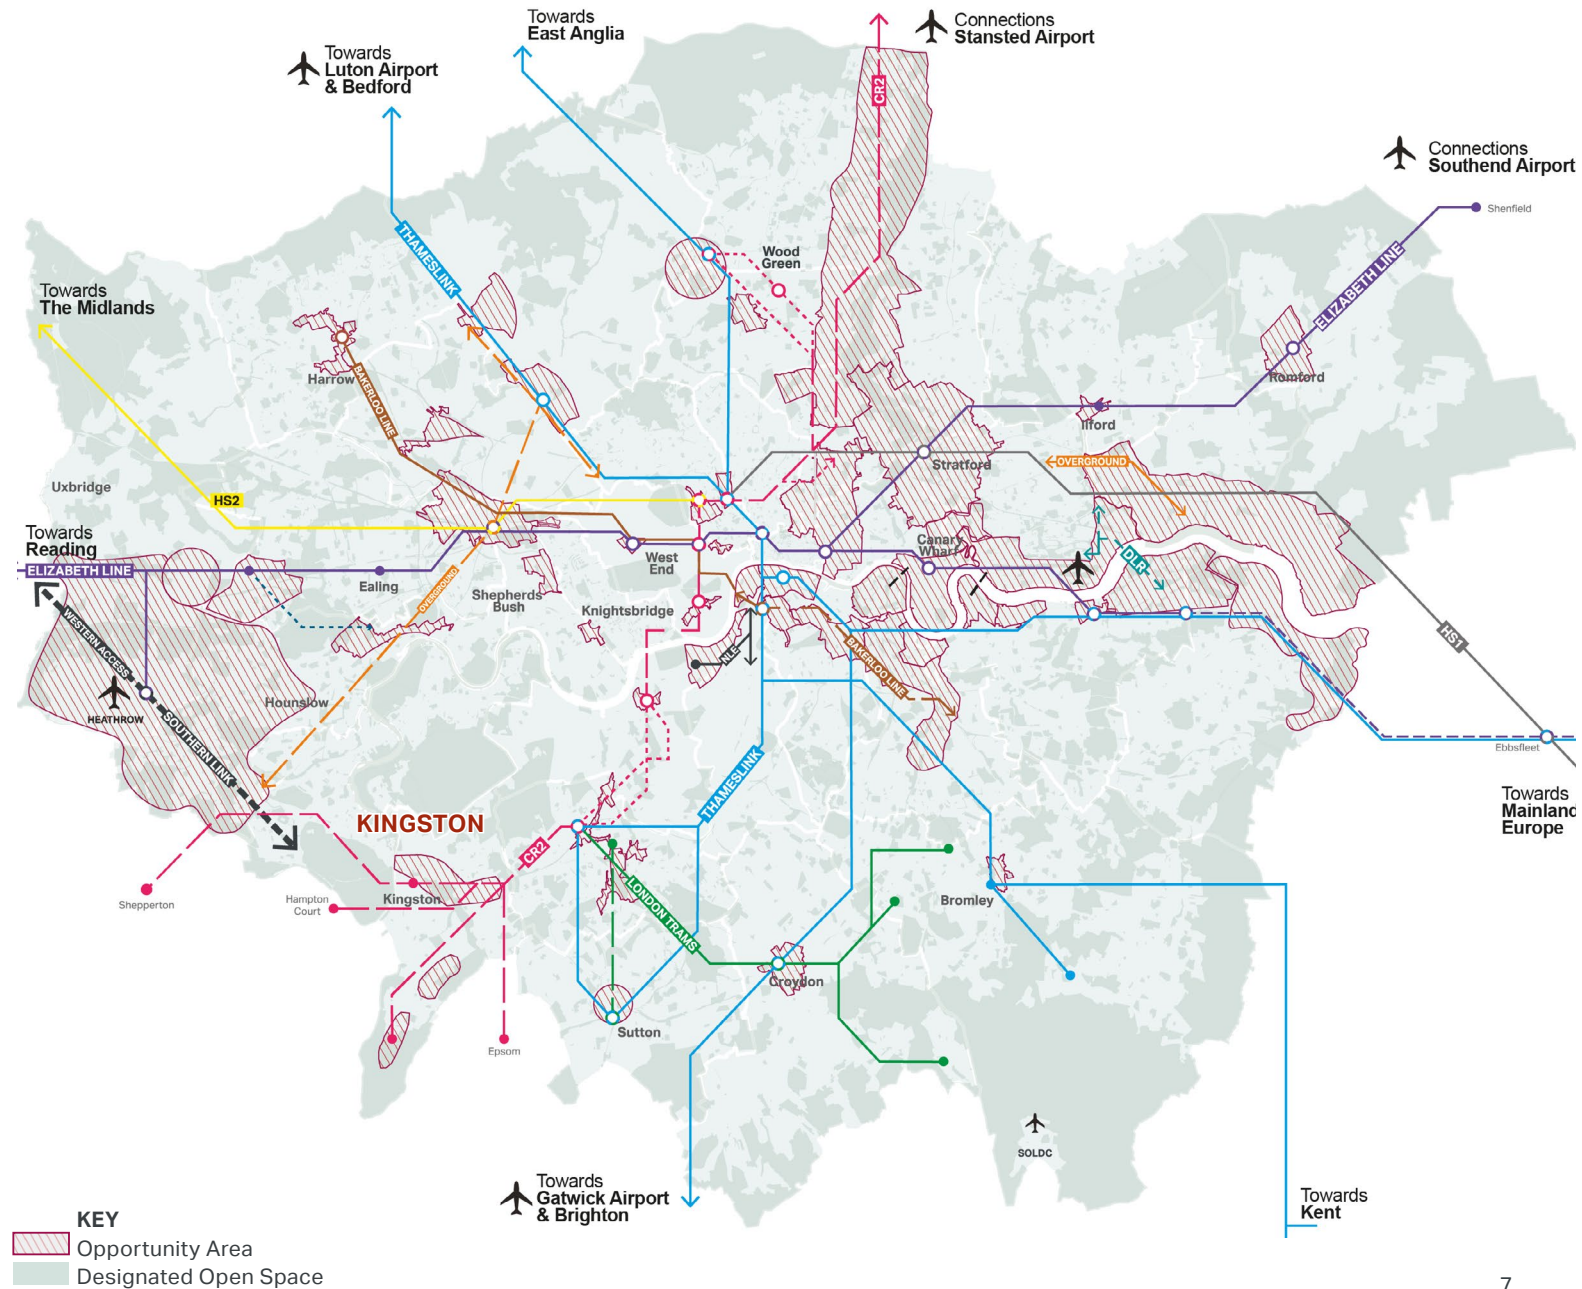 Towards
East Anglia
Connections
Stansted Airport
Towards
Luton Airport
& Bedford
CR2
Connections
Southend Airport
Shenfield
THAMESLINK
Wood
Green
ELIZABETH LINE
Towards
The Midlands
Harrow
BAKERLOO LINE
Romford
Ilford
Stratford
OVERGROUND
Uxbridge
HS2
Towards
Reading
ELIZABETH LINE
Ealing
West
End
Canary
Wharf
DLR
OVERGROUND
Shepherds
Bush
Knightsbridge
WESTERN ACCESS
HEATHROW
SOUTHERN LINK
Hounslow
NLE
BAKERLOO LINE
HS1
Ebbsfleet
THAMESLINK
Towards
Mainland
Europe
KINGSTON
CR2
Shepperton
Hampton
Court
Kingston
LONDON TRAMS
Bromley
Croydon
Sutton
Epsom
SOLDC
Towards
Gatwick Airport
& Brighton
Towards
Kent
KEY
Opportunity Area
Designated Open Space
7